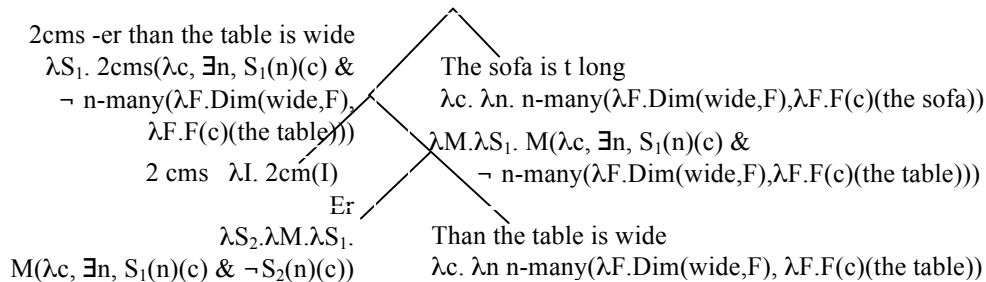 2cms -er than the table is wide
λS₁. 2cms(λc, ∃n, S₁(n)(c) &
¬ n-many(λF.Dim(wide,F),
λF.F(c)(the table)))
The sofa is t long
λc. λn. n-many(λF.Dim(wide,F),λF.F(c)(the sofa))
2 cms λI. 2cm(I)
λM.λS₁. M(λc, ∃n, S₁(n)(c) &
¬ n-many(λF.Dim(wide,F),λF.F(c)(the table)))
Er
λS₂.λM.λS₁.
M(λc, ∃n, S₁(n)(c) & ¬S₂(n)(c))
Than the table is wide
λc. λn n-many(λF.Dim(wide,F), λF.F(c)(the table))